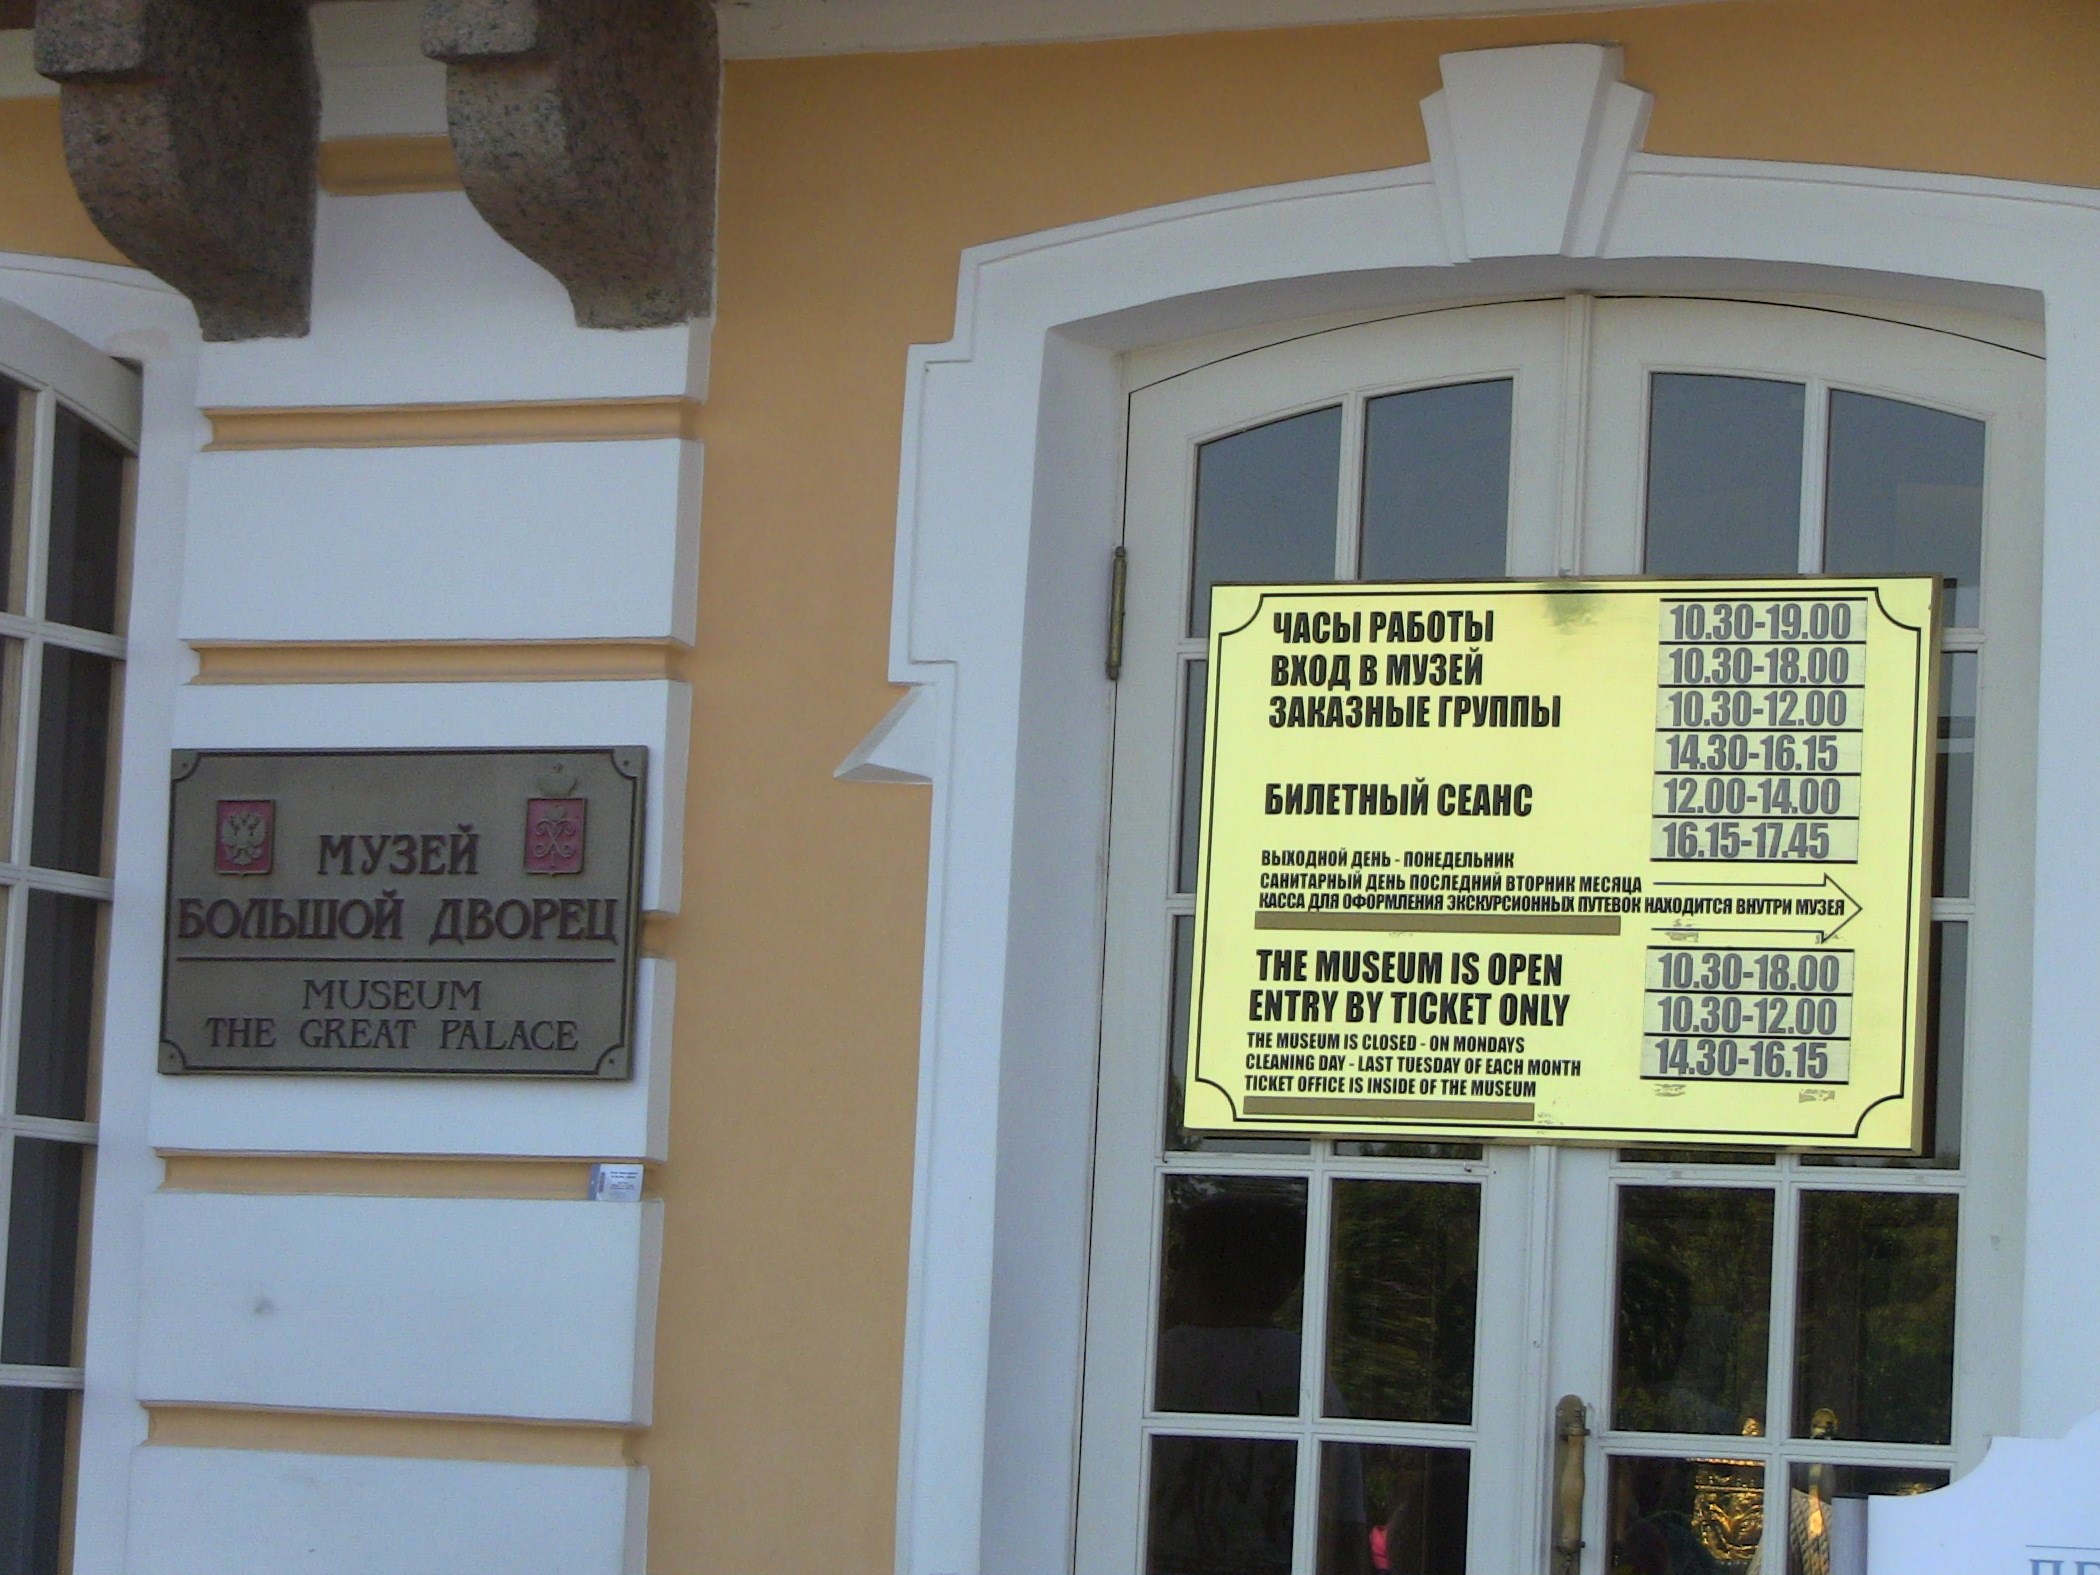 МУЗЕЙ
БОЛЬШОЙ ДВОРЕЦ
MUSEUM
THE GREAT PALACE
ЧАСЫ РАБОТЫ 10.30-19.00
ВХОД В МУЗЕЙ 10.30-18.00
ЗАКАЗНЫЕ ГРУППЫ 10.30-12.00
14.30-16.15
БИЛЕТНЫЙ СЕАНС 12.00-14.00
16.15-17.45
ВЫХОДНОЙ ДЕНЬ - ПОНЕДЕЛЬНИК
САНИТАРНЫЙ ДЕНЬ ПОСЛЕДНИЙ ВТОРНИК МЕСЯЦА
КАССА ДЛЯ ОФОРМЛЕНИЯ ЭКСКУРСИОННЫХ ПУТЕВОК НАХОДИТСЯ ВНУТРИ МУЗЕЯ
THE MUSEUM IS OPEN 10.30-18.00
ENTRY BY TICKET ONLY 10.30-12.00
THE MUSEUM IS CLOSED - ON MONDAYS 14.30-16.15
CLEANING DAY - LAST TUESDAY OF EACH MONTH
TICKET OFFICE IS INSIDE OF THE MUSEUM